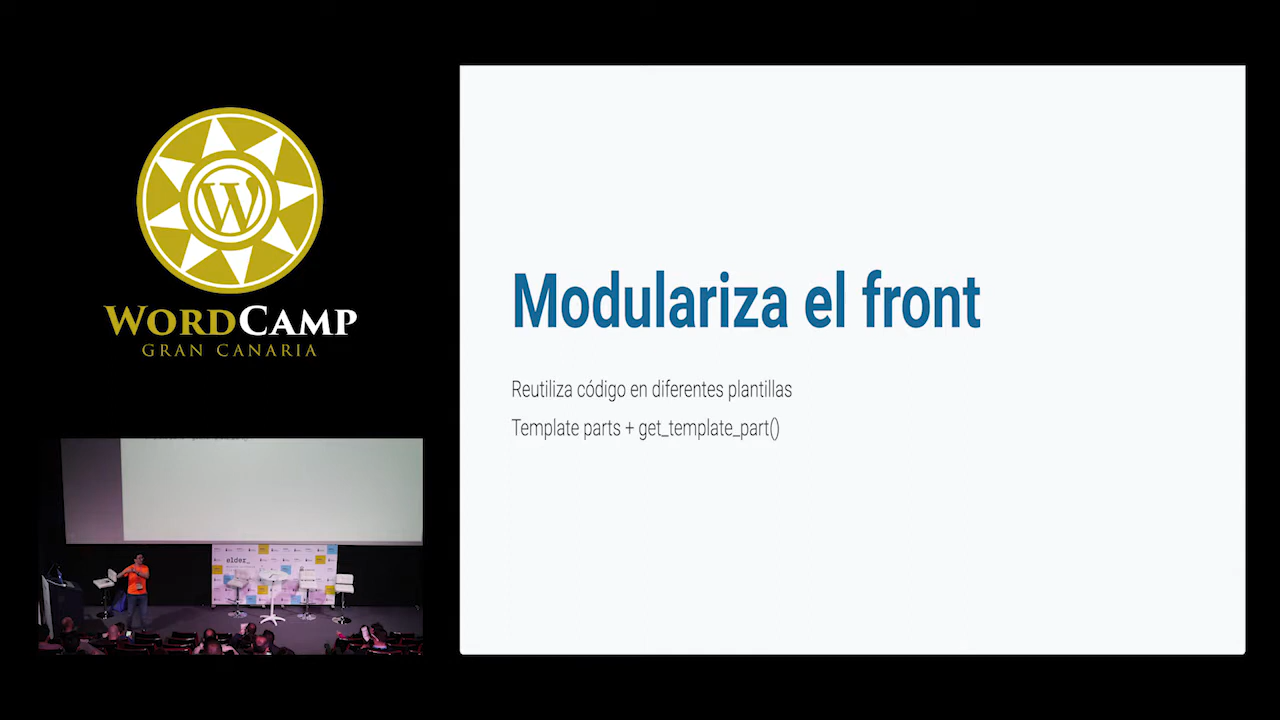 WORDCAMP
GRAN CANARIA
Modulariza el front
Reutiliza código en diferentes plantillas
Template parts + get_template_part()
elder_